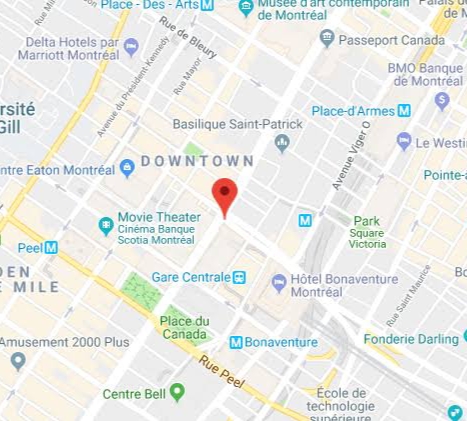 Place - Des - Arts M
Musée d'art contemporain
de Montréal
Palais d
Rue de Bleury
Passeport Canada
Delta Hotels par
Marriott Montréal
Avenue du Président-Kennedy
Rue Mayor
BMO Banque
de Montréal
Place-d'Armes M
ersité
Gill
Basilique Saint-Patrick
Avenue Viger O
Le Westin
DOWNTOWN
ntre Eaton Montréal
Pointe-à
Movie Theater
Cinéma Banque
Scotia Montréal
M
Park
Square
Victoria
Peel M
Gare Centrale
DEN
E MILE
Hôtel Bonaventure
Montréal
Rue Saint Maurice
Place du
Canada
Amusement 2000 Plus
M Bonaventure
Fonderie Darling
Rue Peel
Centre Bell
École de
technologie
supérieure